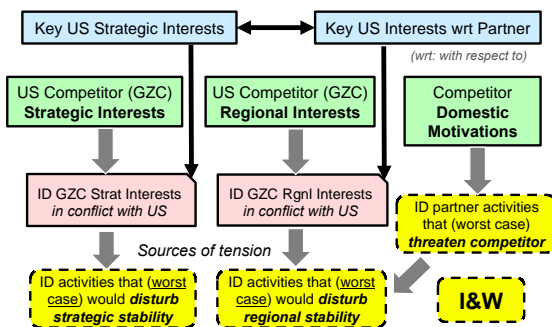 Key US Strategic Interests
Key US Interests wrt Partner
(wrt: with respect to)
US Competitor (GZC)
Strategic Interests
US Competitor (GZC)
Regional Interests
Competitor
Domestic
Motivations
ID GZC Strat Interests
in conflict with US
ID GZC Rgnl Interests
in conflict with US
ID partner activities
that (worst case)
threaten competitor
Sources of tension
ID activities that (worst
case) would disturb
strategic stability
ID activities that (worst
case) would disturb
regional stability
I&W